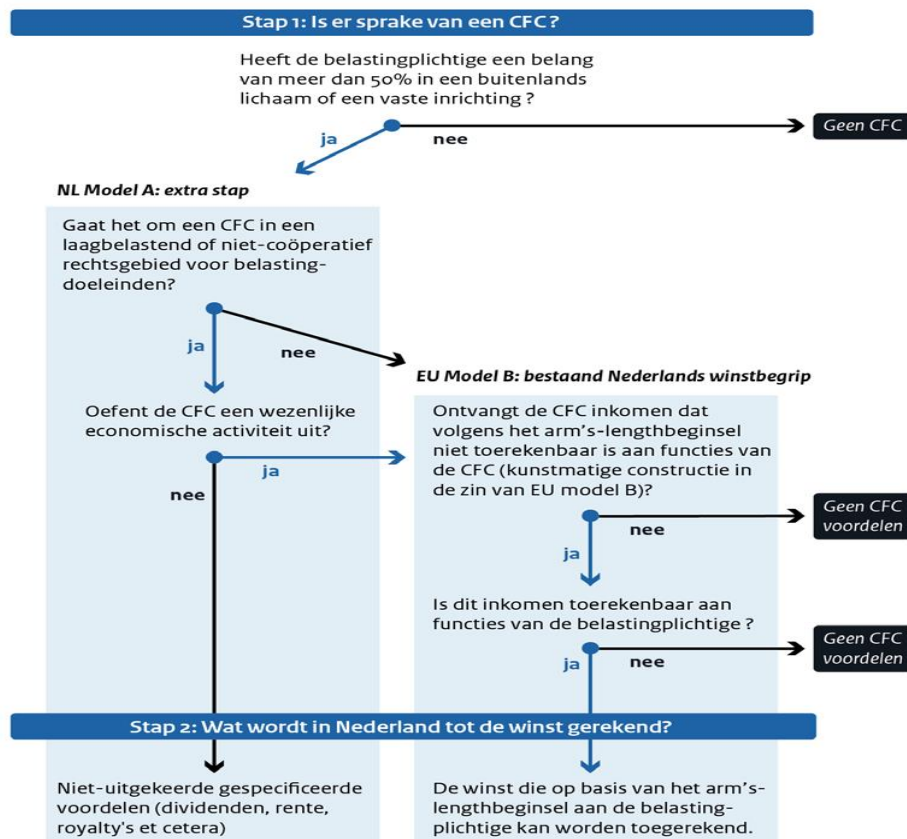 Stap 1: Is er sprake van een CFC?
Heeft de belastingplichtige een belang
van meer dan 50% in een buitenlands
lichaam of een vaste inrichting ?
ja
nee
Geen CFC
NL Model A: extra stap
Gaat het om een CFC in een
laagbelastend of niet-coöperatief
rechtsgebied voor belasting-
doeleinden?
ja
nee
EU Model B: bestaand Nederlands winstbegrip
Oefent de CFC een wezenlijke
economische activiteit uit?
ja
nee
Ontvangt de CFC inkomen dat
volgens het arm’s-lengthbeginsel
niet toerekenbaar is aan functies van
de CFC (kunstmatige constructie in
de zin van EU model B)?
nee
Geen CFC
voordelen
ja
Is dit inkomen toerekenbaar aan
functies van de belastingplichtige ?
ja
nee
Geen CFC
voordelen
Stap 2: Wat wordt in Nederland tot de winst gerekend?
Niet-uitgekeerde gespecificeerde
voordelen (dividenden, rente,
royalty's et cetera)
De winst die op basis van het arm’s-
lengthbeginsel aan de belasting-
plichtige kan worden toegerekend.